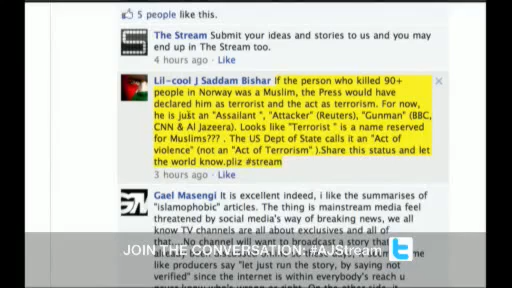 5 people like this.
The Stream Submit your ideas and stories to us and you may
end up in The Stream too.
4 hours ago · Like
Lil-cool J Saddam Bishar If the person who killed 90+
people in Norway was a Muslim, the Press would have
declared him as terrorist and the act as terrorism. For now,
he is just an "Assailant ", "Attacker" (Reuters), "Gunman" (BBC,
CNN & Al Jazeera). Looks like "Terrorist " is a name reserved
for Muslims??? . The US Dept of State calls it an "Act of
violence" (not an "Act of Terrorism" ).Share this status and let
the world know.pliz #stream
3 hours ago · Like
Gael Masengi It is excellent indeed, i like the summarises of
"islamophobic" articles. The thing is mainstream media feel
threatened by social media's way of breaking news, we all
know TV channels are all about exclusives and all of
that....No channel will want to broadcast a story that
JOIN THE CONVERSATION: #AJStream
like producers say "let just run the story, by saying not
verified" since the internet is within everybody's reach u